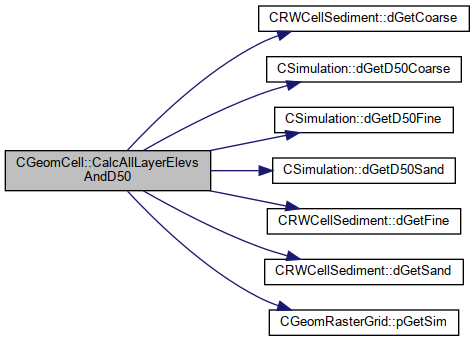 CGeomCell::CalcAllLayerElevs
AndD50
CRWCellSediment::dGetCoarse
CSimulation::dGetD50Coarse
CSimulation::dGetD50Fine
CSimulation::dGetD50Sand
CRWCellSediment::dGetFine
CRWCellSediment::dGetSand
CGeomRasterGrid::pGetSim